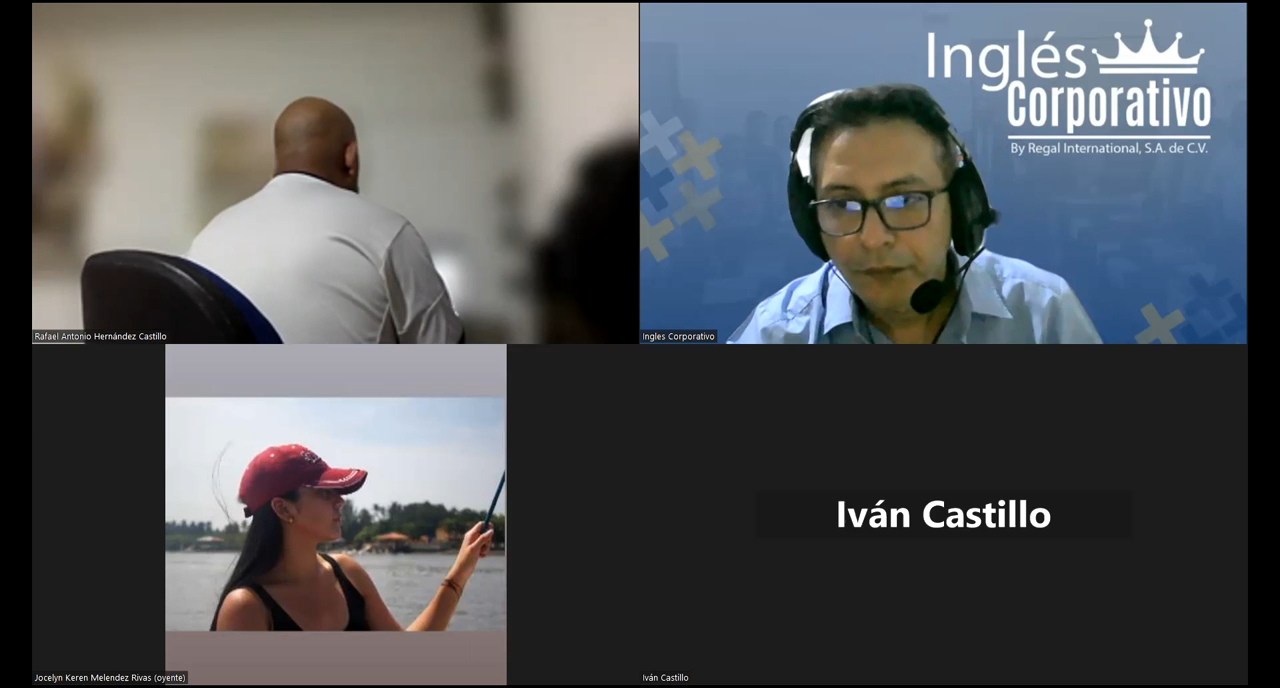 Inglés
Corporativo
By Regal International, S.A. de C.V.
Rafael Antonio Hernández Castillo
Ingles Corporativo
Iván Castillo
Jocelyn Keren Melendez Rivas (oyente)
Iván Castillo